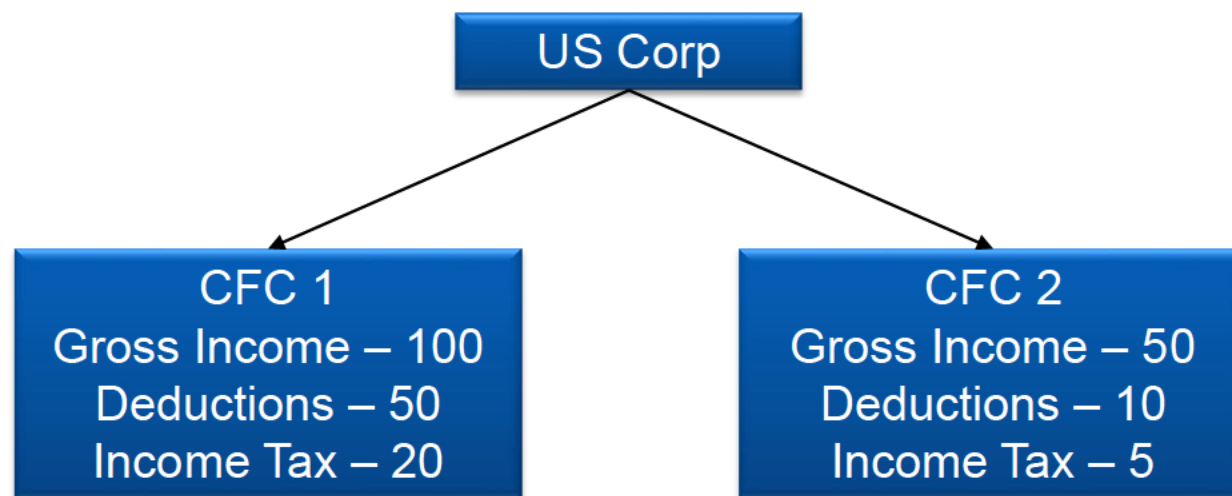 US Corp
CFC 1
Gross Income – 100
Deductions – 50
Income Tax – 20
CFC 2
Gross Income – 50
Deductions – 10
Income Tax – 5